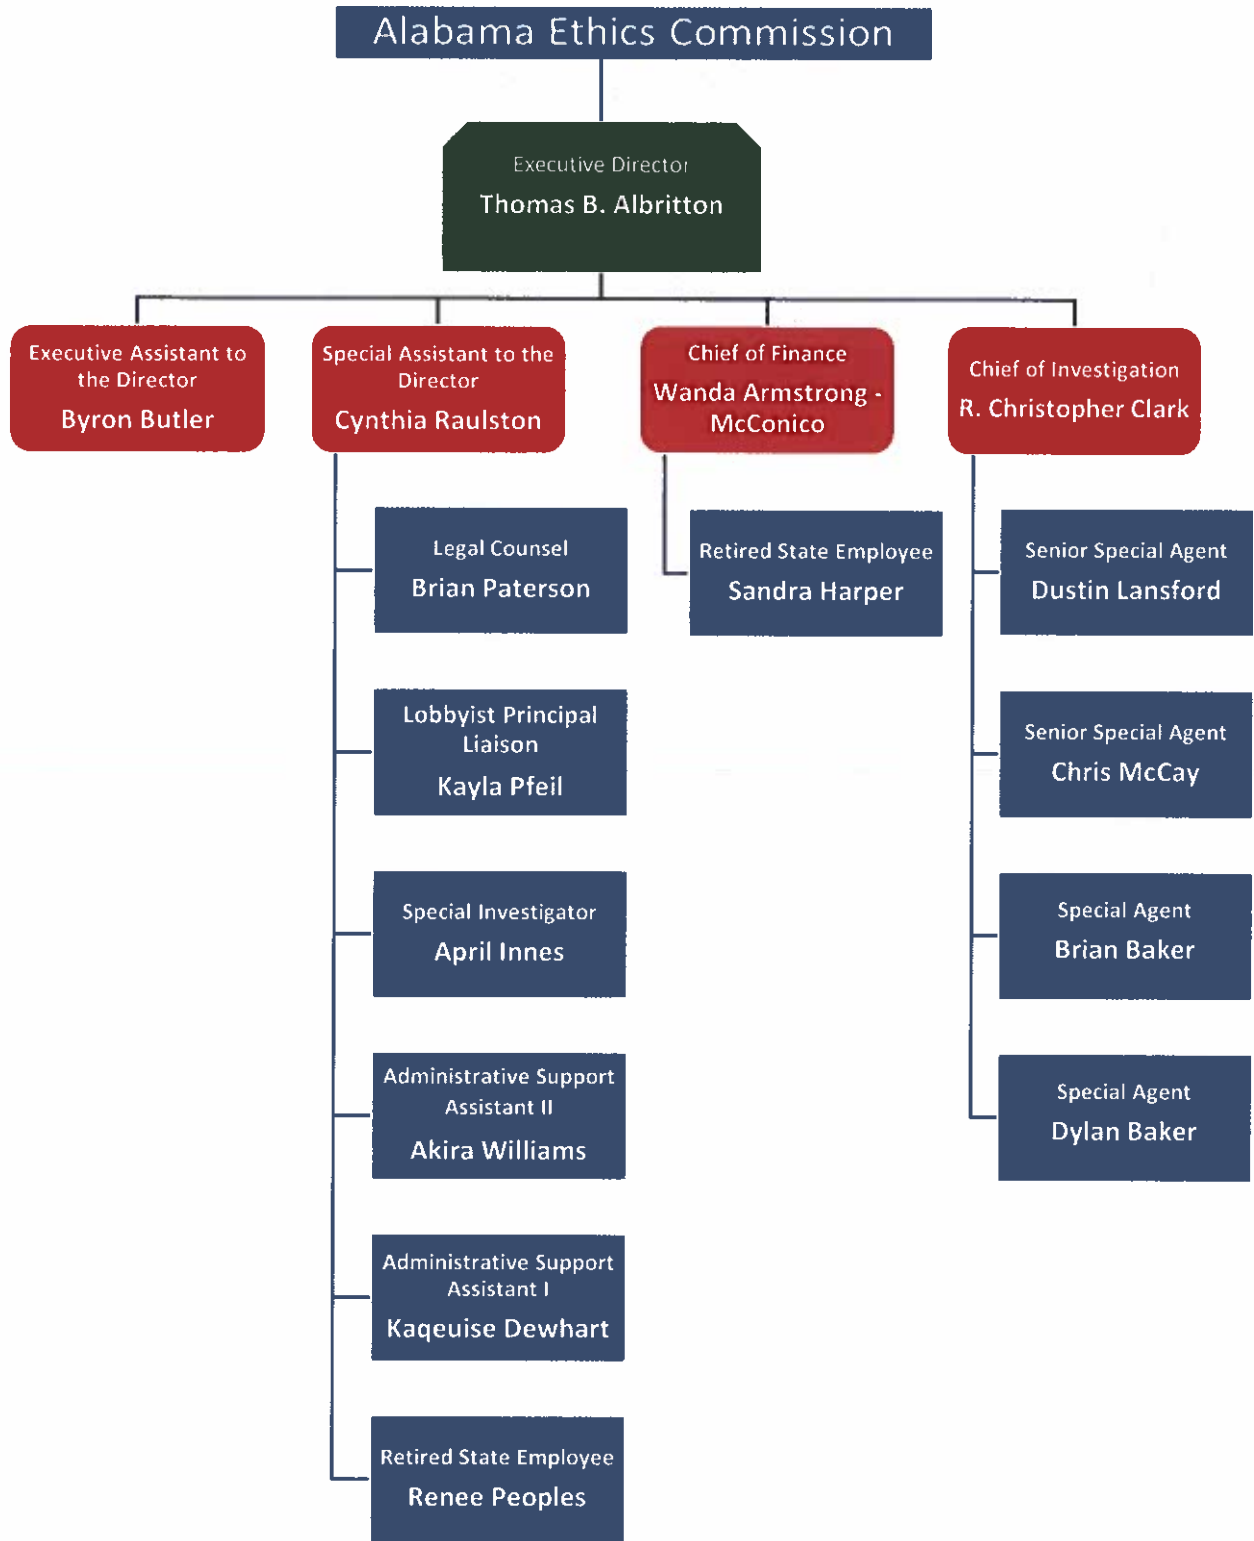 Alabama Ethics Commission
Executive Director
Thomas B. Albritton
Executive Assistant to
the Director
Byron Butler
Special Assistant to the
Director
Cynthia Raulston
Chief of Finance
Wanda Armstrong -
McConico
Chief of Investigation
R. Christopher Clark
Legal Counsel
Brian Paterson
Lobbyist Principal
Liaison
Kayla Pfeil
Special Investigator
April Innes
Administrative Support
Assistant II
Akira Williams
Administrative Support
Assistant I
Kaqeuise Dewhart
Retired State Employee
Renee Peoples
Retired State Employee
Sandra Harper
Senior Special Agent
Dustin Lansford
Senior Special Agent
Chris McCay
Special Agent
Brian Baker
Special Agent
Dylan Baker